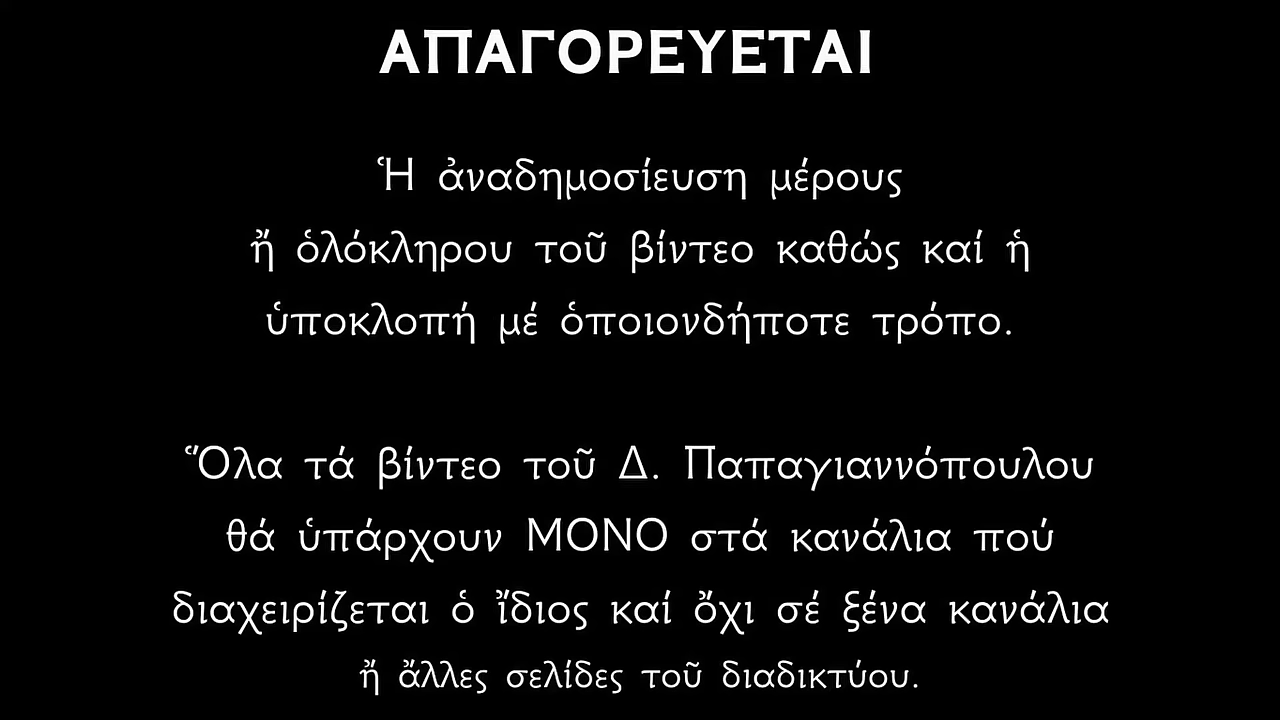 ΑΠΑΓΟΡΕΥΕΤΑΙ
Ἡ ἀναδημοσίευση μέρους
ἤ ὁλόκληρου τοῦ βίντεο καθώς καί ἡ
ὑποκλοπή μέ ὁποιονδήποτε τρόπο.
Ὅλα τά βίντεο τοῦ Δ. Παπαγιαννόπουλου
θά ὑπάρχουν ΜΟΝΟ στά κανάλια πού
διαχειρίζεται ὁ ἴδιος καί ὄχι σέ ξένα κανάλια
ἤ ἄλλες σελίδες τοῦ διαδικτύου.